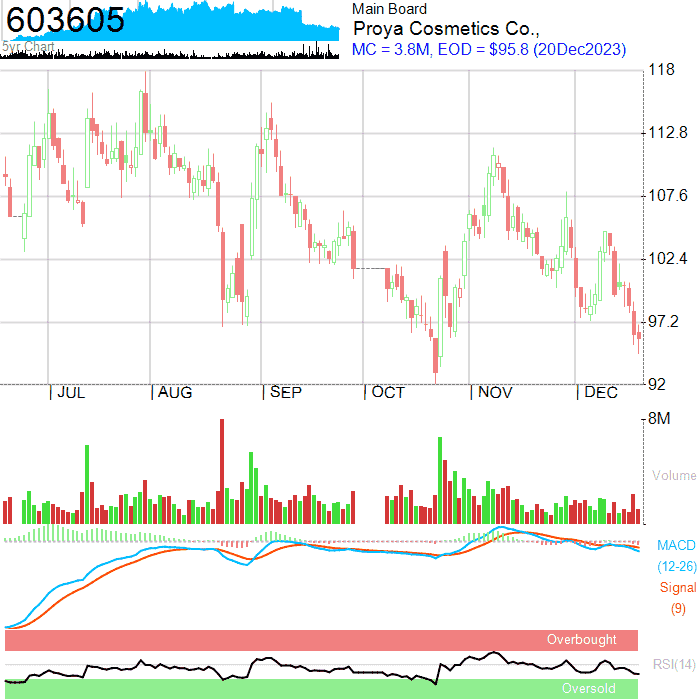 603605
5yr Chart
Main Board
Proya Cosmetics Co.,
MC = 3.8M, EOD = $95.8 (20Dec2023)
118
112.8
107.6
102.4
97.2
92
JUL
AUG
SEP
OCT
NOV
DEC
8M
Volume
MACD
(12-26)
Signal
(9)
Overbought
RSI(14)
Oversold